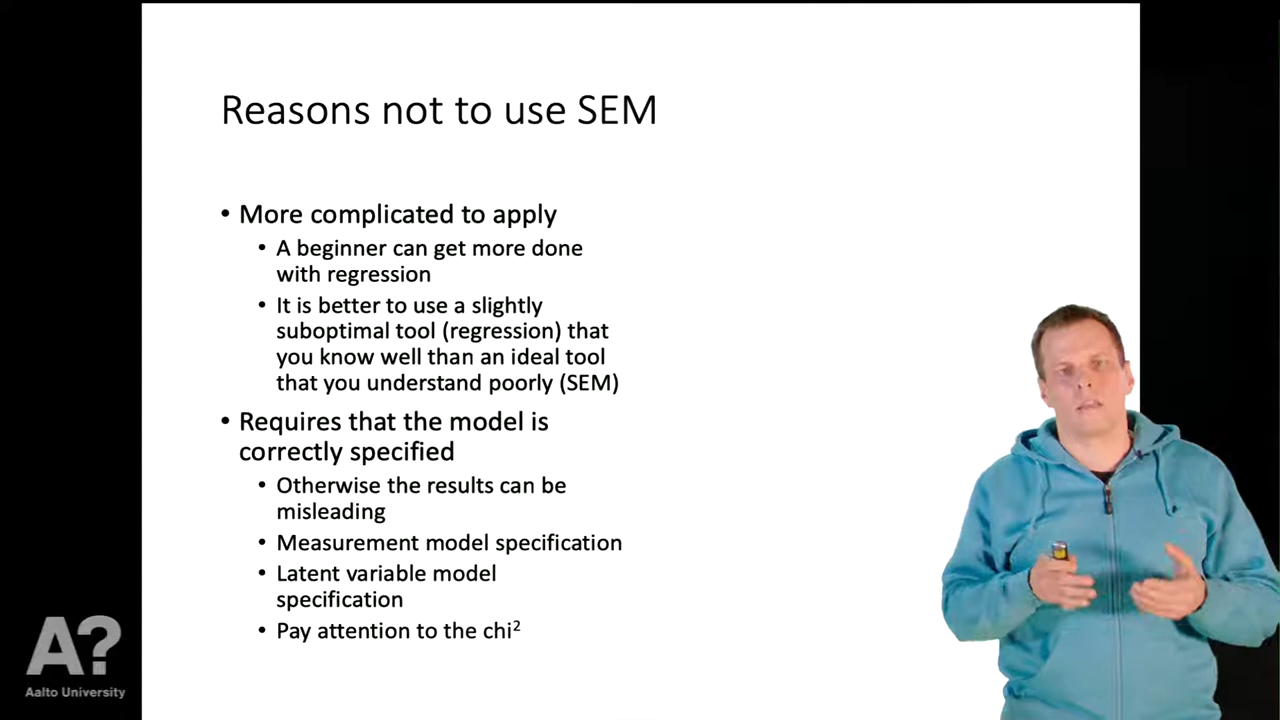 Reasons not to use SEM
• More complicated to apply
• A beginner can get more done
with regression
• It is better to use a slightly
suboptimal tool (regression) that
you know well than an ideal tool
that you understand poorly (SEM)
• Requires that the model is
correctly specified
• Otherwise the results can be
misleading
• Measurement model specification
• Latent variable model
specification
• Pay attention to the chi²
A?
Aalto University